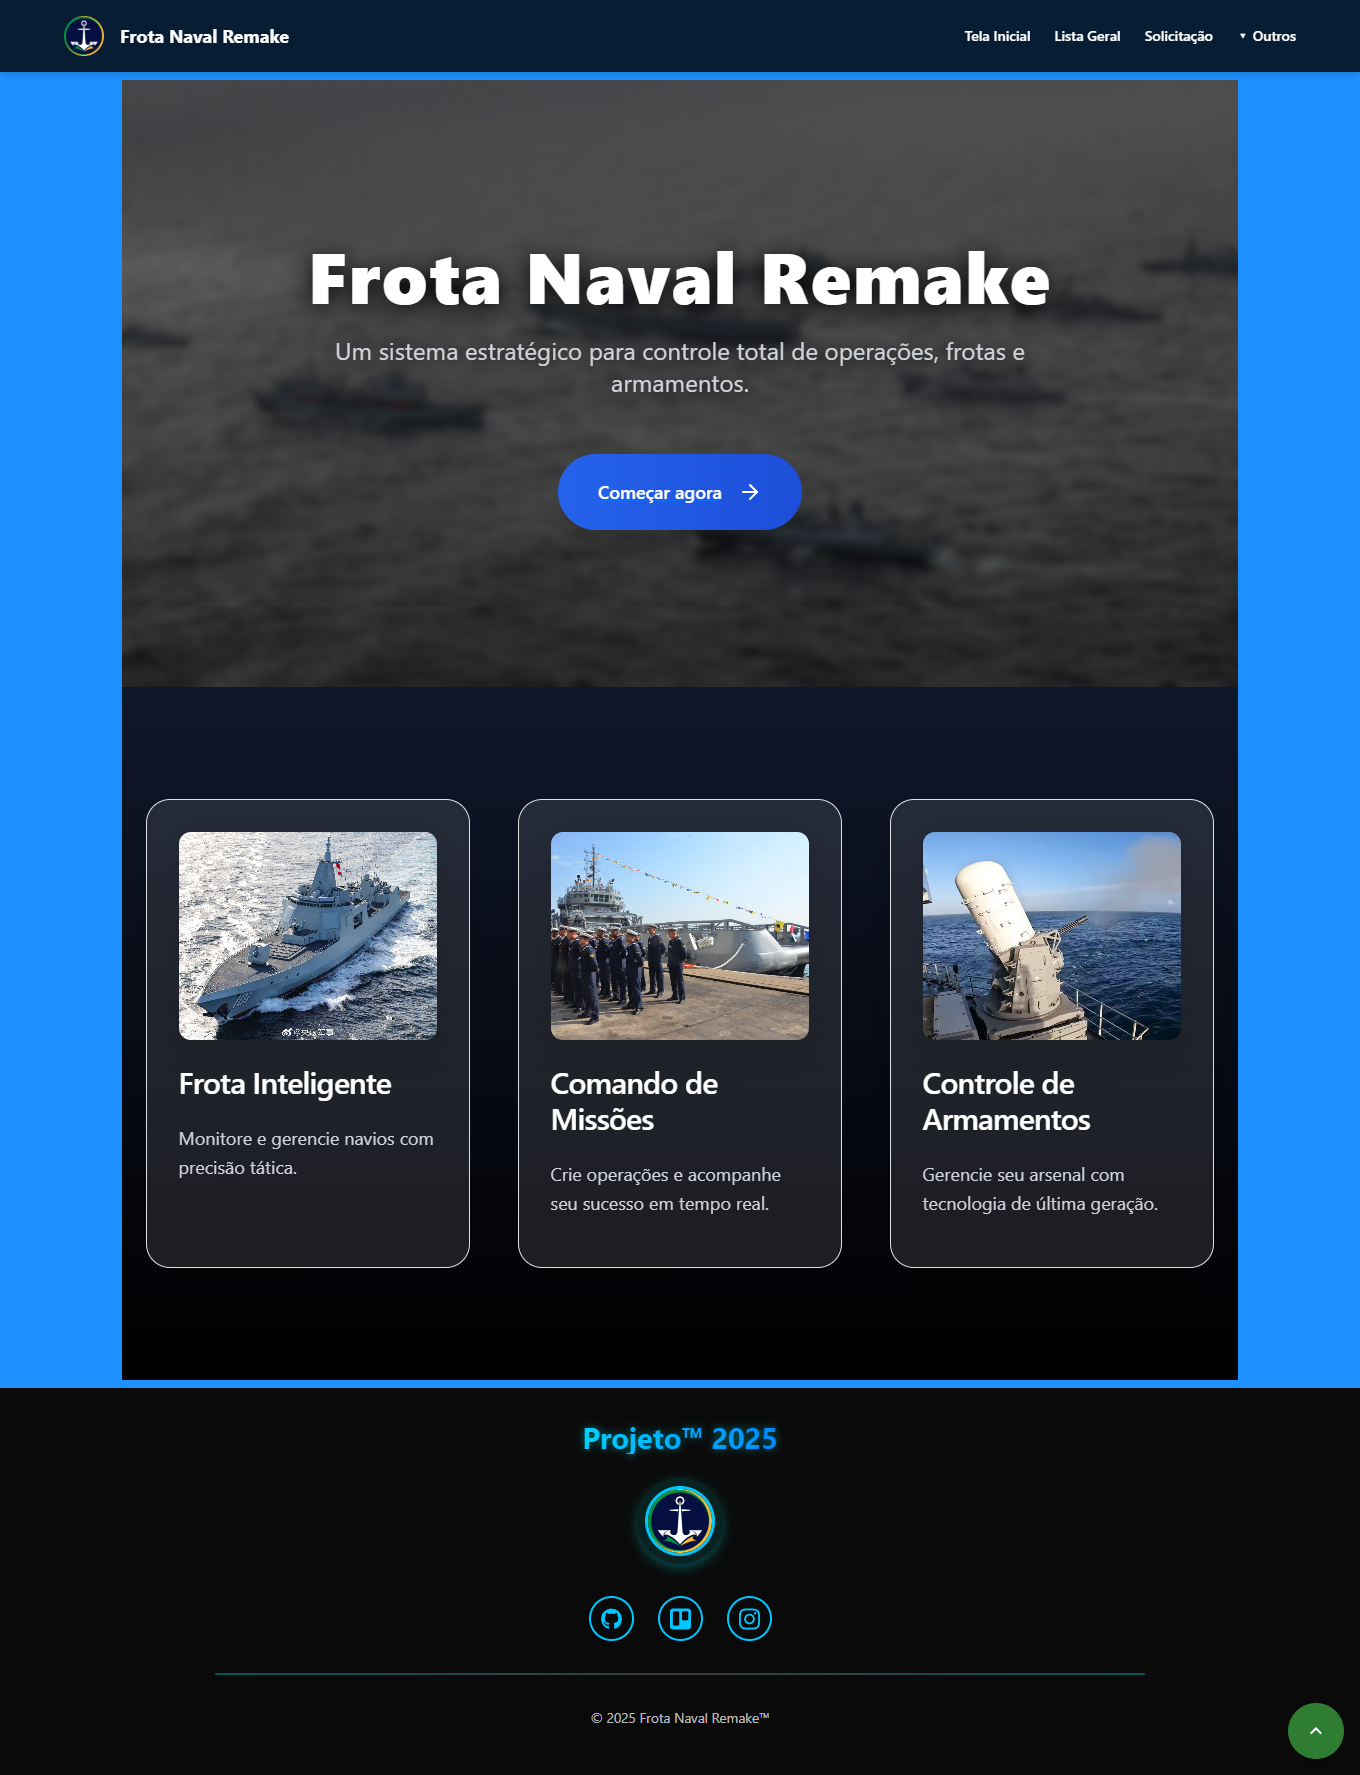 Frota Naval Remake
Tela Inicial
Lista Geral
Solicitação
Outros
Frota Naval Remake
Um sistema estratégico para controle total de operações, frotas e
armamentos.
Começar agora
Frota Inteligente
Monitore e gerencie navios com
precisão tática.
Comando de
Missões
Crie operações e acompanhe
seu sucesso em tempo real.
Controle de
Armamentos
Gerencie seu arsenal com
tecnologia de última geração.
Projeto™ 2025
© 2025 Frota Naval Remake™